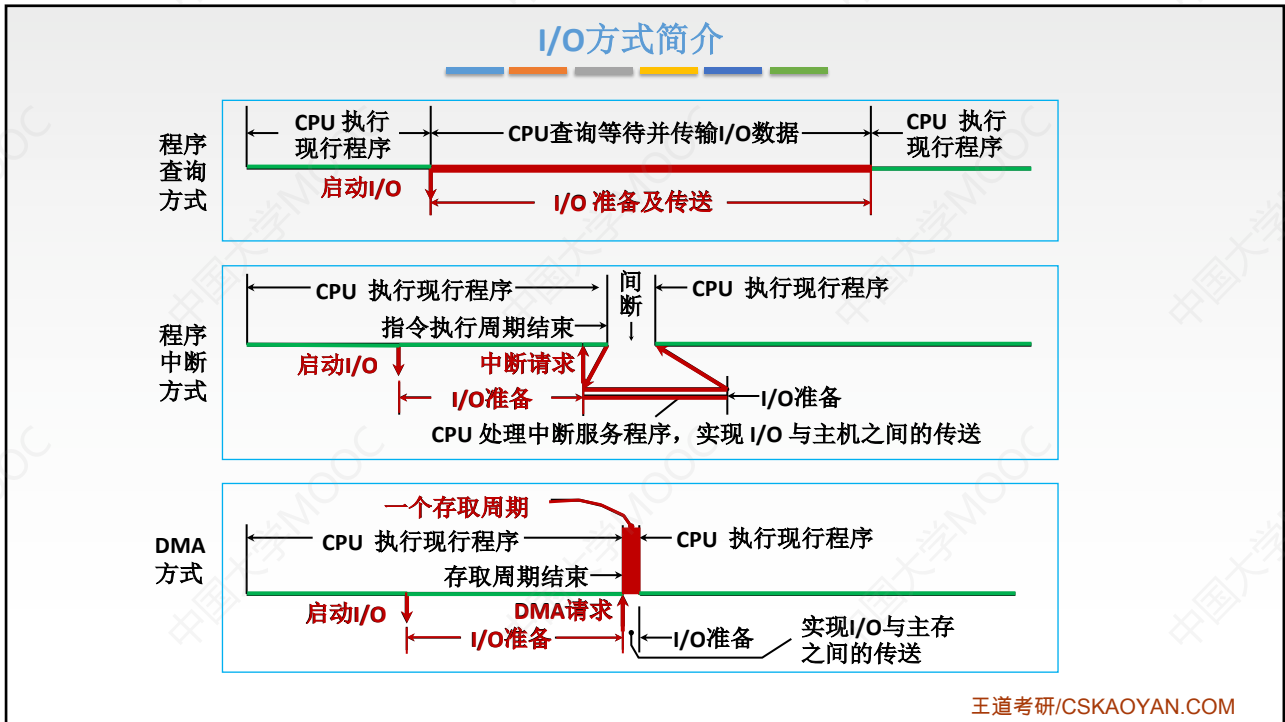 I/O方式简介
程序
查询
方式
CPU 执行
现行程序
CPU查询等待并传输I/O数据
CPU 执行
现行程序
启动I/O
I/O 准备及传送
程序
中断
方式
CPU 执行现行程序
间
断
CPU 执行现行程序
指令执行周期结束
启动I/O
中断请求
I/O准备
I/O准备
CPU 处理中断服务程序，实现 I/O 与主机之间的传送
DMA
方式
一个存取周期
CPU 执行现行程序
CPU 执行现行程序
存取周期结束
启动I/O
DMA请求
I/O准备
I/O准备
实现I/O与主存
之间的传送
王道考研/CSKAOYAN.COM
中国大学MOOC